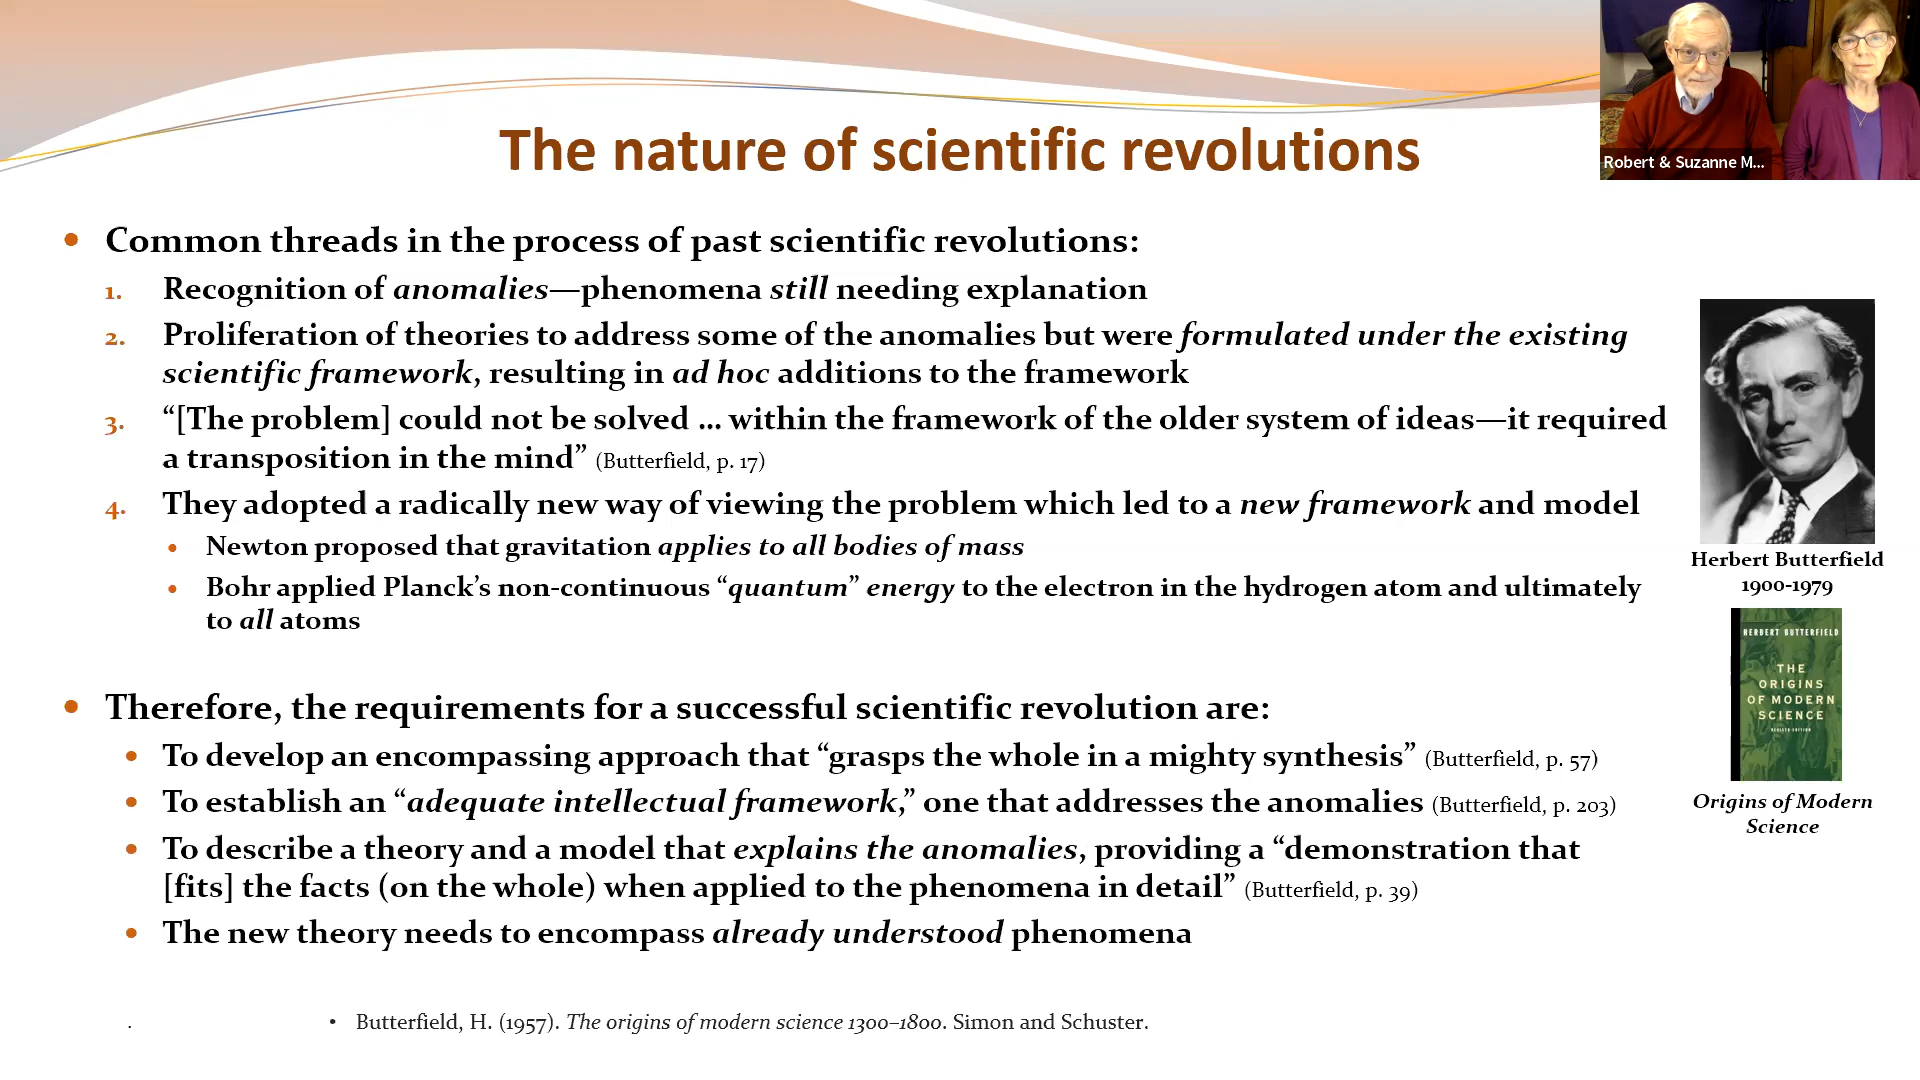 Robert & Suzanne M...
The nature of scientific revolutions
• Common threads in the process of past scientific revolutions:
1. Recognition of anomalies—phenomena still needing explanation
2. Proliferation of theories to address some of the anomalies but were formulated under the existing
scientific framework, resulting in ad hoc additions to the framework
3. “[The problem] could not be solved ... within the framework of the older system of ideas—it required
a transposition in the mind” (Butterfield, p. 17)
4. They adopted a radically new way of viewing the problem which led to a new framework and model
• Newton proposed that gravitation applies to all bodies of mass
• Bohr applied Planck’s non-continuous “quantum” energy to the electron in the hydrogen atom and ultimately
to all atoms
• Therefore, the requirements for a successful scientific revolution are:
• To develop an encompassing approach that “grasps the whole in a mighty synthesis” (Butterfield, p. 57)
• To establish an “adequate intellectual framework,” one that addresses the anomalies (Butterfield, p. 203)
• To describe a theory and a model that explains the anomalies, providing a “demonstration that
[fits] the facts (on the whole) when applied to the phenomena in detail” (Butterfield, p. 39)
• The new theory needs to encompass already understood phenomena
Herbert Butterfield
1900-1979
HERBERT BUTTERFIELD
THE
ORIGINS
OF MODERN
SCIENCE
REVISED EDITION
Origins of Modern
Science
.
• Butterfield, H. (1957). The origins of modern science 1300–1800. Simon and Schuster.